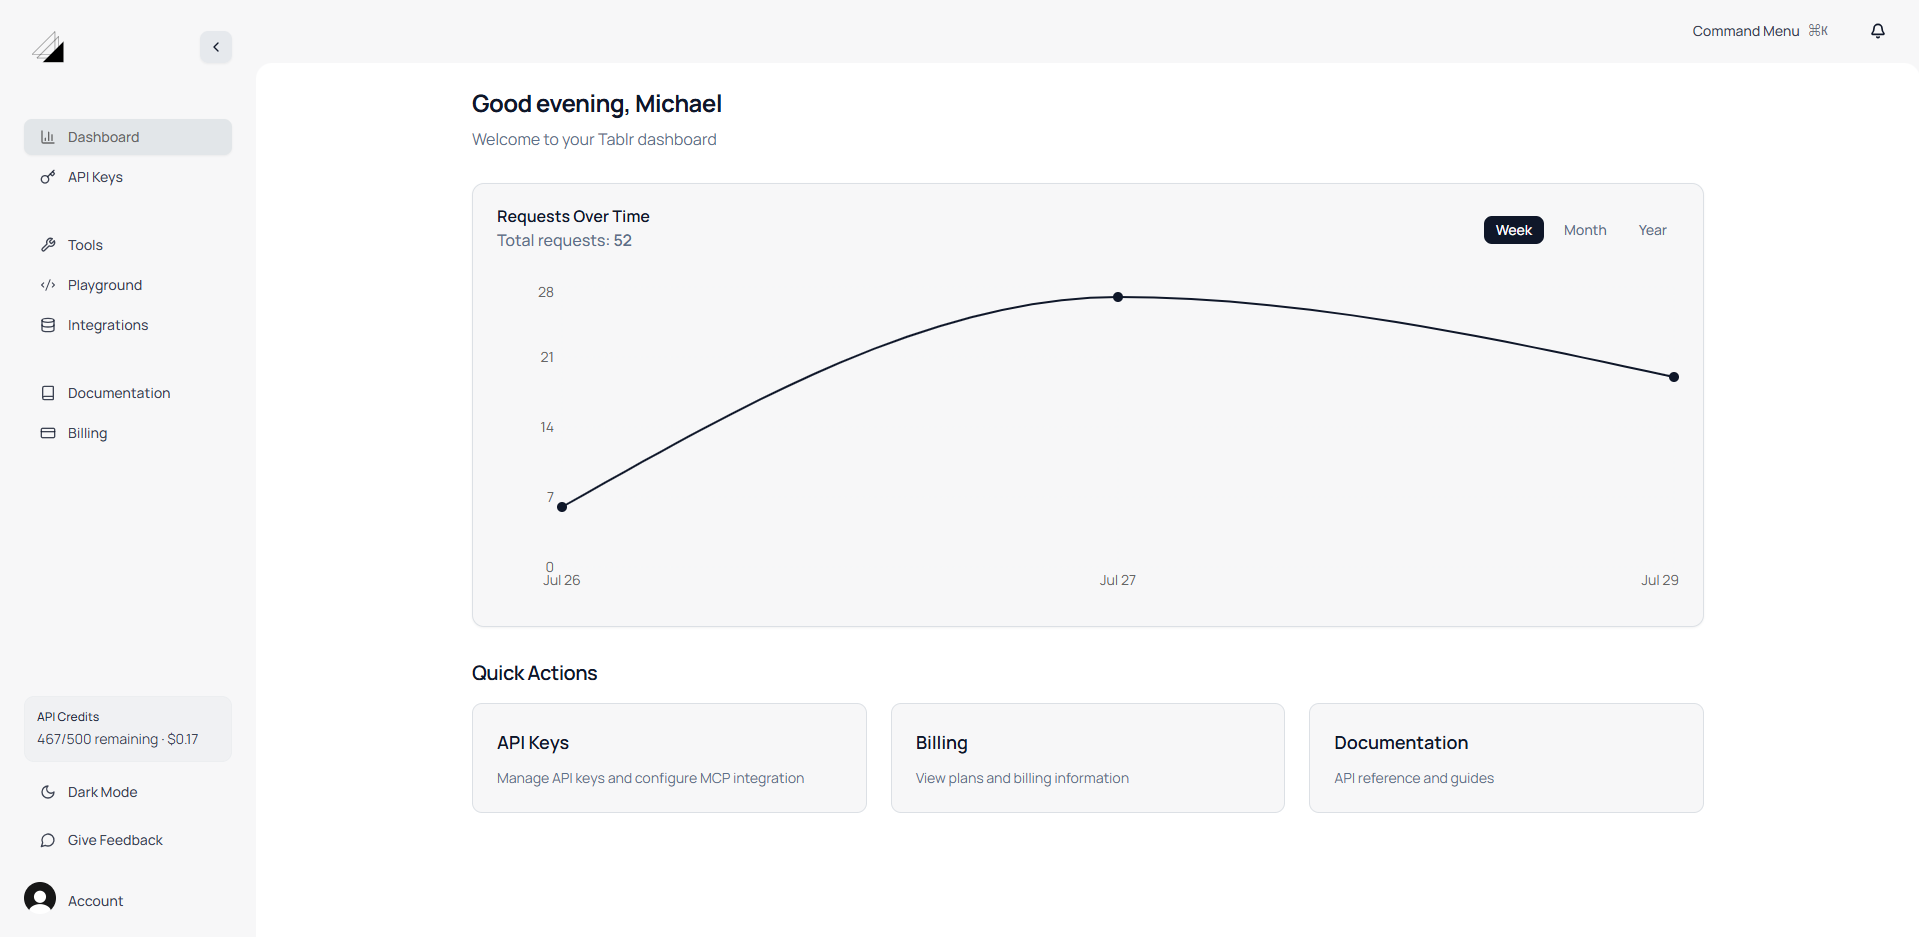 Command Menu ⌘K
Dashboard
API Keys
Tools
Playground
Integrations
Documentation
Billing
API Credits
467/500 remaining · $0.17
Dark Mode
Give Feedback
Account
Good evening, Michael
Welcome to your Tablr dashboard
Requests Over Time
Total requests: 52
Week Month Year
28
21
14
7
0
Jul 26 Jul 27 Jul 29
Quick Actions
API Keys
Manage API keys and configure MCP integration
Billing
View plans and billing information
Documentation
API reference and guides